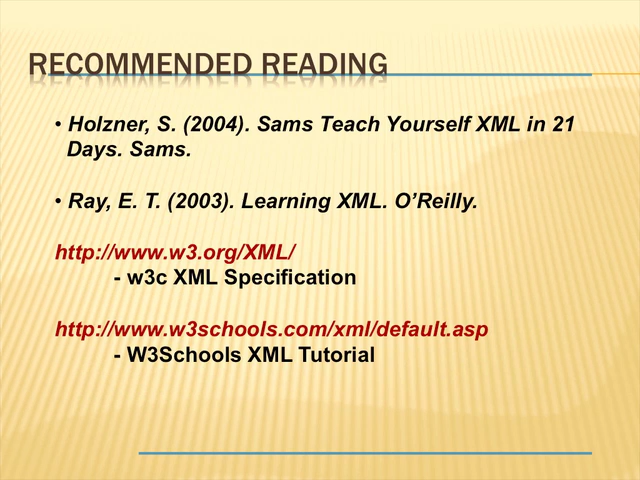 RECOMMENDED READING
• Holzner, S. (2004). Sams Teach Yourself XML in 21
Days. Sams.
• Ray, E. T. (2003). Learning XML. O’Reilly.
http://www.w3.org/XML/
- w3c XML Specification
http://www.w3schools.com/xml/default.asp
- W3Schools XML Tutorial